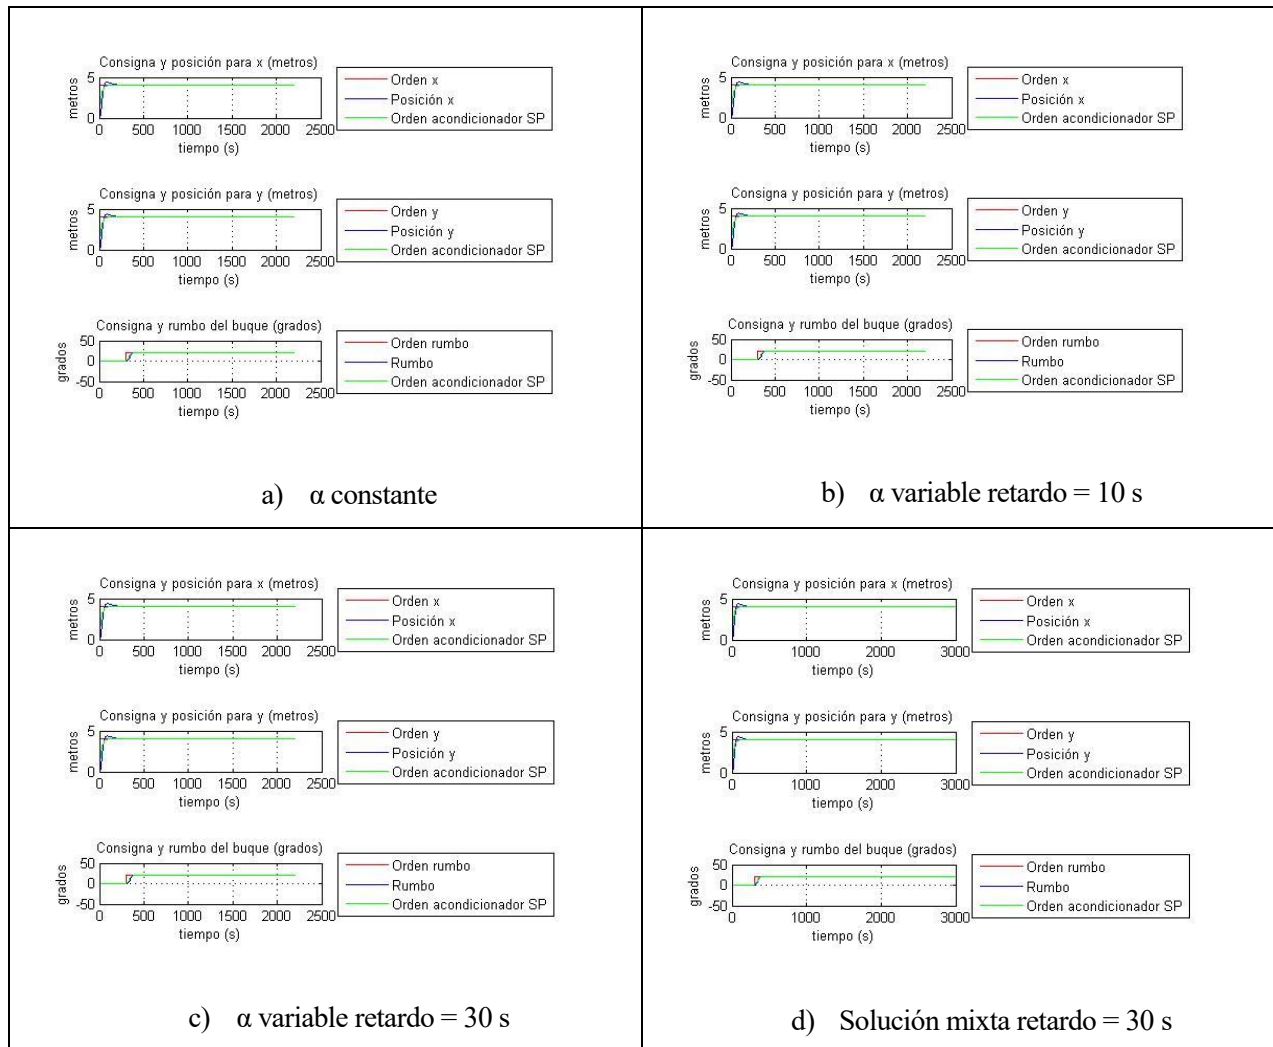 Consigna y posición para x (metros)
metros
5
0
0 500 1000 1500 2000 2500
tiempo (s)
Orden x
Posición x
Orden acondicionador SP
Consigna y posición para y (metros)
metros
5
0
0 500 1000 1500 2000 2500
tiempo (s)
Orden y
Posición y
Orden acondicionador SP
Consigna y rumbo del buque (grados)
grados
50
0
-50
0 500 1000 1500 2000 2500
tiempo (s)
Orden rumbo
Rumbo
Orden acondicionador SP
a) α constante
Consigna y posición para x (metros)
metros
5
0
0 500 1000 1500 2000 2500
tiempo (s)
Orden x
Posición x
Orden acondicionador SP
Consigna y posición para y (metros)
metros
5
0
0 500 1000 1500 2000 2500
tiempo (s)
Orden y
Posición y
Orden acondicionador SP
Consigna y rumbo del buque (grados)
grados
50
0
-50
0 500 1000 1500 2000 2500
tiempo (s)
Orden rumbo
Rumbo
Orden acondicionador SP
b) α variable retardo = 10 s
Consigna y posición para x (metros)
metros
5
0
0 500 1000 1500 2000 2500
tiempo (s)
Orden x
Posición x
Orden acondicionador SP
Consigna y posición para y (metros)
metros
5
0
0 500 1000 1500 2000 2500
tiempo (s)
Orden y
Posición y
Orden acondicionador SP
Consigna y rumbo del buque (grados)
grados
50
0
-50
0 500 1000 1500 2000 2500
tiempo (s)
Orden rumbo
Rumbo
Orden acondicionador SP
c) α variable retardo = 30 s
Consigna y posición para x (metros)
metros
5
0
0 1000 2000 3000
tiempo (s)
Orden x
Posición x
Orden acondicionador SP
Consigna y posición para y (metros)
metros
5
0
0 1000 2000 3000
tiempo (s)
Orden y
Posición y
Orden acondicionador SP
Consigna y rumbo del buque (grados)
grados
50
0
-50
0 1000 2000 3000
tiempo (s)
Orden rumbo
Rumbo
Orden acondicionador SP
d) Solución mixta retardo = 30 s